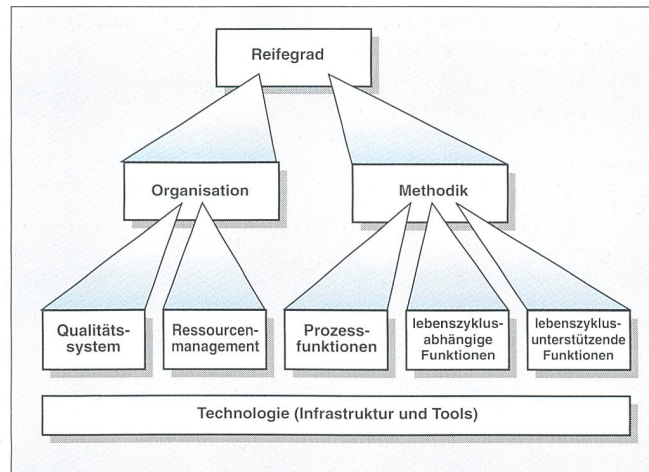 Reifegrad
Organisation
Methodik
Qualitäts-
system
Ressourcen-
management
Prozess-
funktionen
lebenszyklus-
abhängige
Funktionen
lebenszyklus-
unterstützende
Funktionen
Technologie (Infrastruktur und Tools)